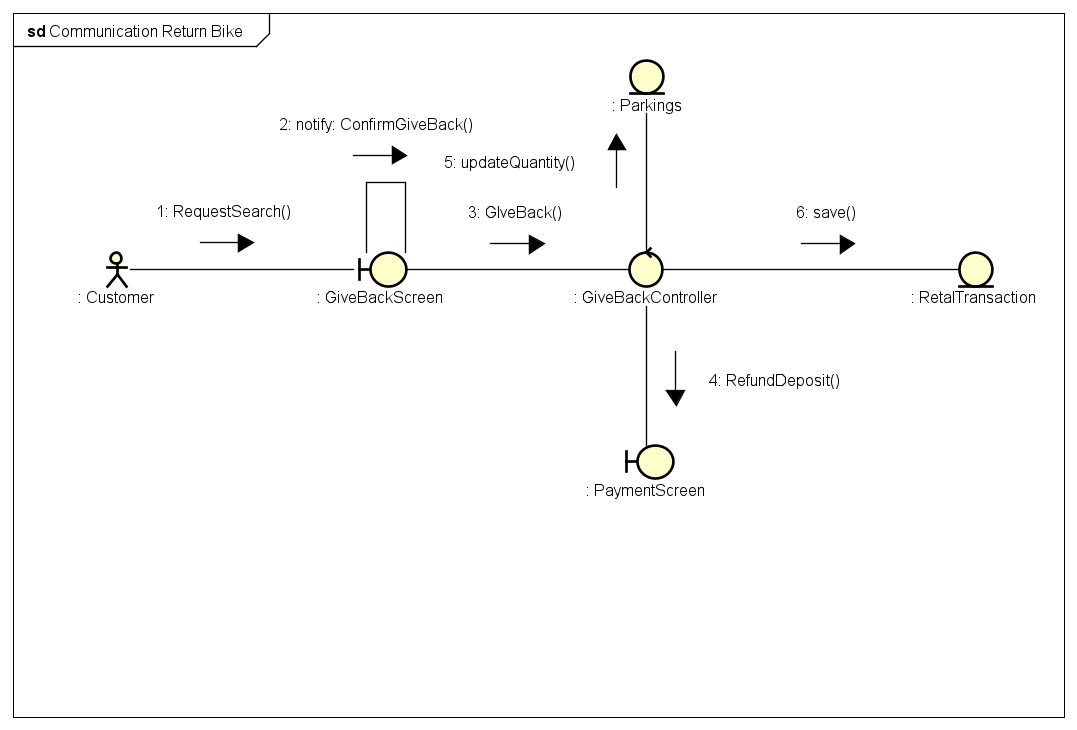 sd Communication Return Bike
: Parkings
2: notify: ConfirmGiveBack()
5: updateQuantity()
1: RequestSearch()
3: GIveBack()
6: save()
: Customer
: GiveBackScreen
: GiveBackController
: RetalTransaction
4: RefundDeposit()
: PaymentScreen